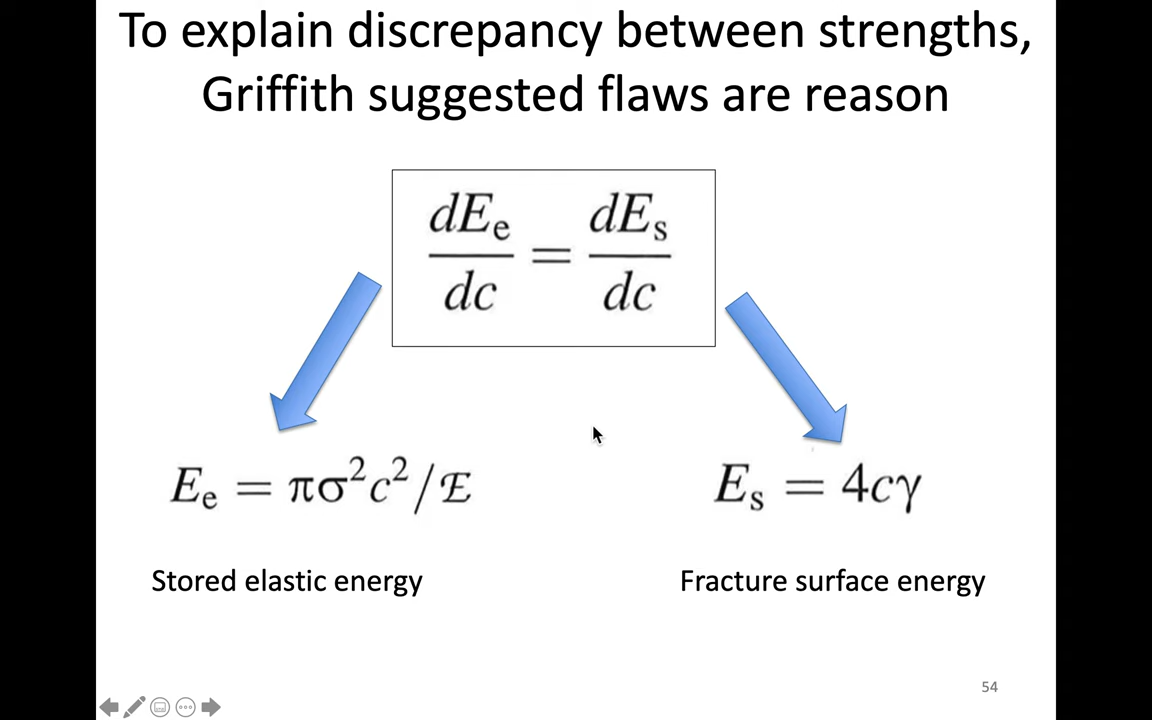 To explain discrepancy between strengths,
Griffith suggested flaws are reason
dEₑ/dc = dEₛ/dc
Eₑ = πσ²c²/ℰ
Eₛ = 4cγ
Stored elastic energy
Fracture surface energy
54